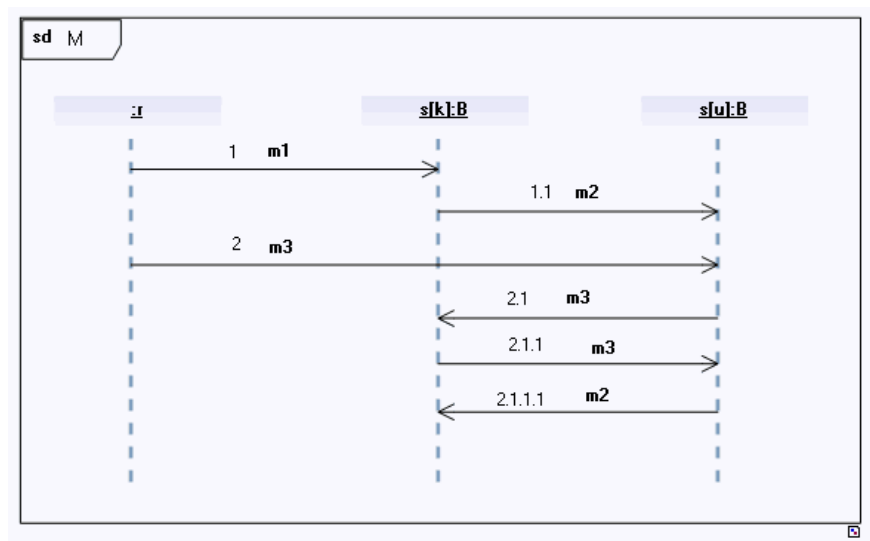 sd M
:r s[k]:B s[u]:B
1 m1
1.1 m2
2 m3
2.1 m3
2.1.1 m3
2.1.1.1 m2